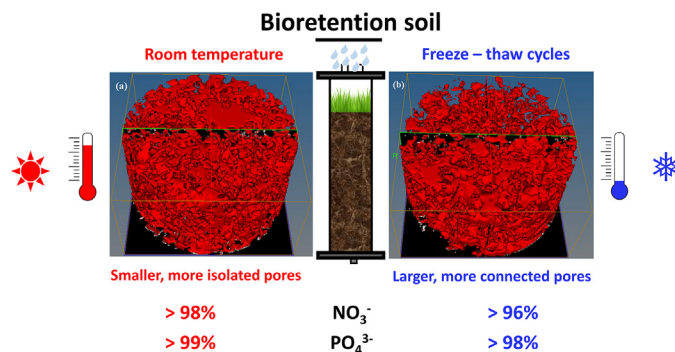 Bioretention soil
Room temperature
Freeze – thaw cycles
(a)
(b)
Smaller, more isolated pores
Larger, more connected pores
> 98% NO₃⁻ > 96%
> 99% PO₄³⁻ > 98%